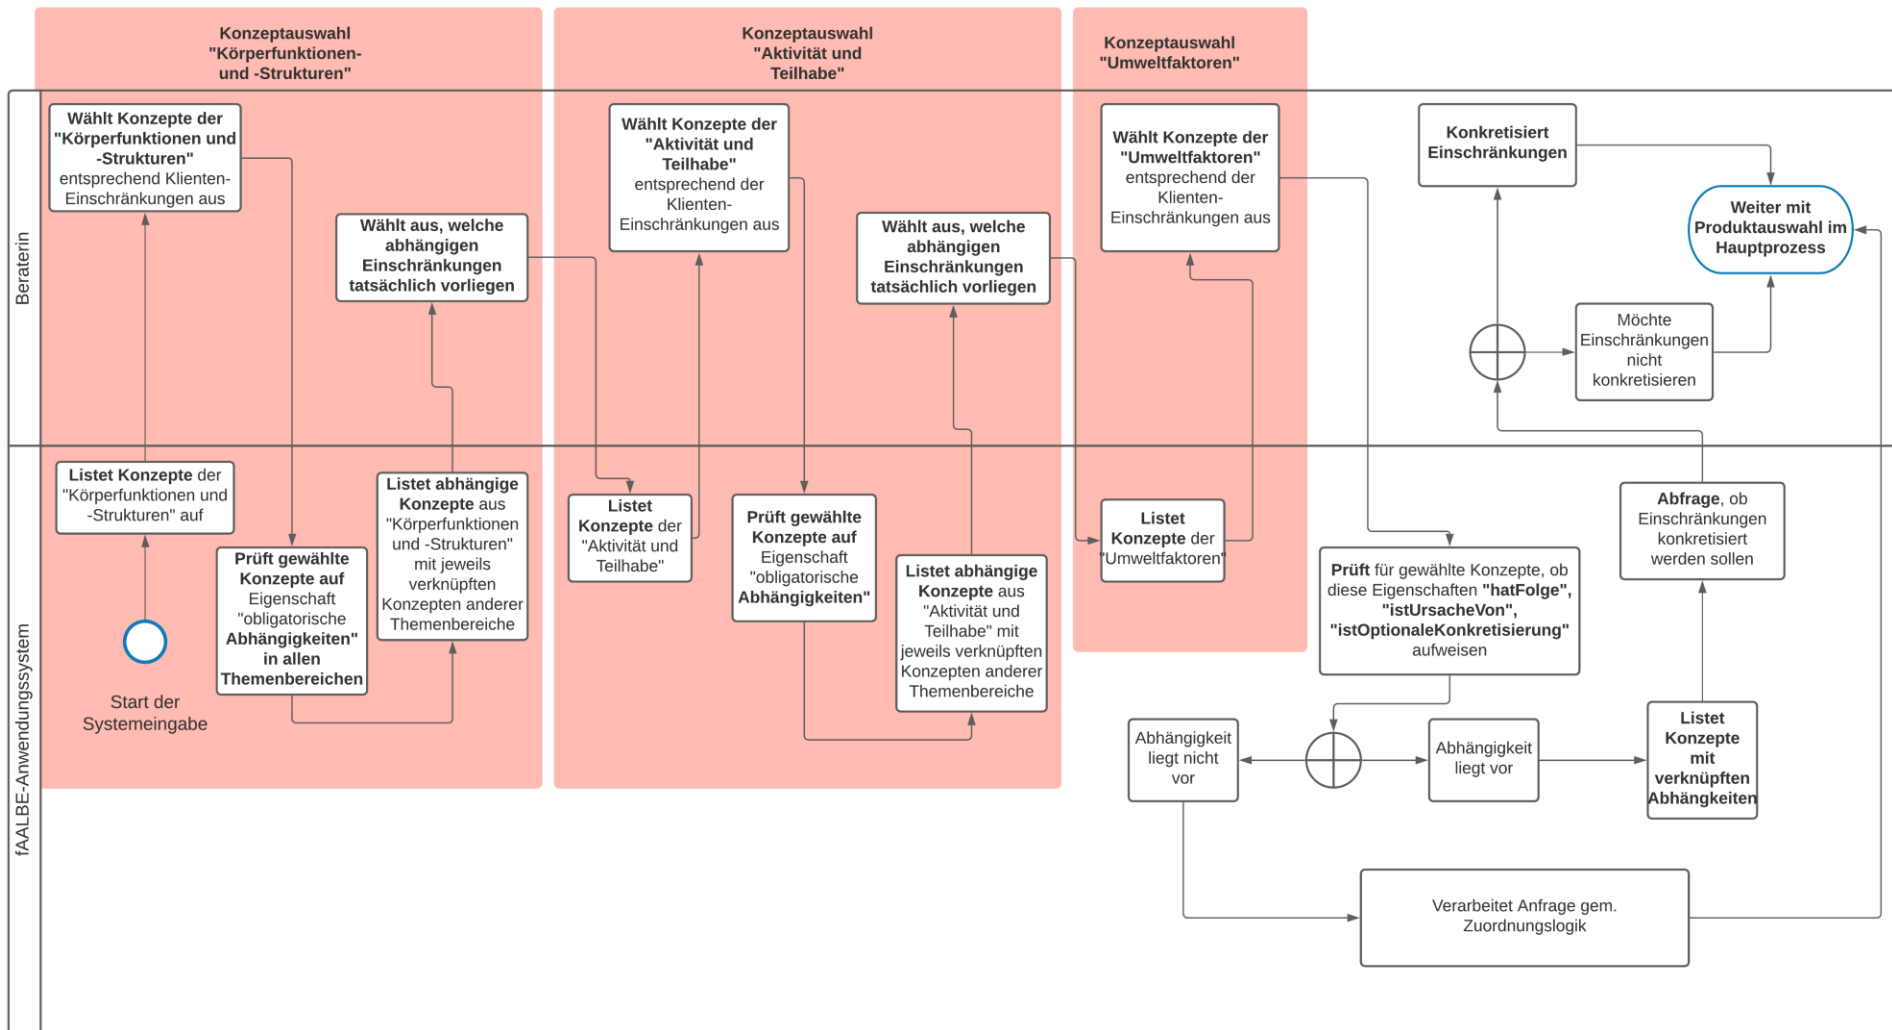 Konzeptauswahl
"Körperfunktionen-
und -Strukturen"
Konzeptauswahl
"Aktivität und
Teilhabe"
Konzeptauswahl
"Umweltfaktoren"
Beraterin
Wählt Konzepte der
"Körperfunktionen und
-Strukturen"
entsprechend Klienten-
Einschränkungen aus
Wählt aus, welche
abhängigen
Einschränkungen
tatsächlich vorliegen
Wählt Konzepte der
"Aktivität und
Teilhabe"
entsprechend der
Klienten-
Einschränkungen aus
Wählt aus, welche
abhängigen
Einschränkungen
tatsächlich vorliegen
Wählt Konzepte der
"Umweltfaktoren"
entsprechend der
Klienten-
Einschränkungen aus
Konkretisiert
Einschränkungen
Weiter mit
Produktauswahl im
Hauptprozess
Möchte
Einschänkungen
nicht
konkretisieren
fAALBE-Anwendungssystem
Listet Konzepte der
"Körperfunktionen und
-Strukturen" auf
Start der
Systemeingabe
Prüft gewählte
Konzepte auf
Eigenschaft
"obligatorische
Abhängigkeiten"
in allen
Themenbereichen
Listet abhängige
Konzepte aus
"Körperfunktionen
und -Strukturen"
mit jeweils
verknüpften
Konzepten anderer
Themenbereiche
Listet
Konzepte der
"Aktivität und
Teilhabe"
Prüft gewählte
Konzepte auf
Eigenschaft
"obligatorische
Abhängigkeiten"
Listet abhängige
Konzepte aus
"Aktivität und
Teilhabe" mit
jeweils verknüpften
Konzepten anderer
Themenbereiche
Listet
Konzepte der
"Umweltfaktoren"
Prüft für gewählte Konzepte, ob
diese Eigenschaften "hatFolge",
"istUrsacheVon",
"istOptionaleKonkretisierung"
aufweisen
Abfrage, ob
Einschränkungen
konkretisiert
werden sollen
Abhängigkeit
liegt nicht
vor
Abhängigkeit
liegt vor
Listet
Konzepte
mit
verknüpften
Abhängkeiten
Verarbeitet Anfrage gem.
Zuordnungslogik